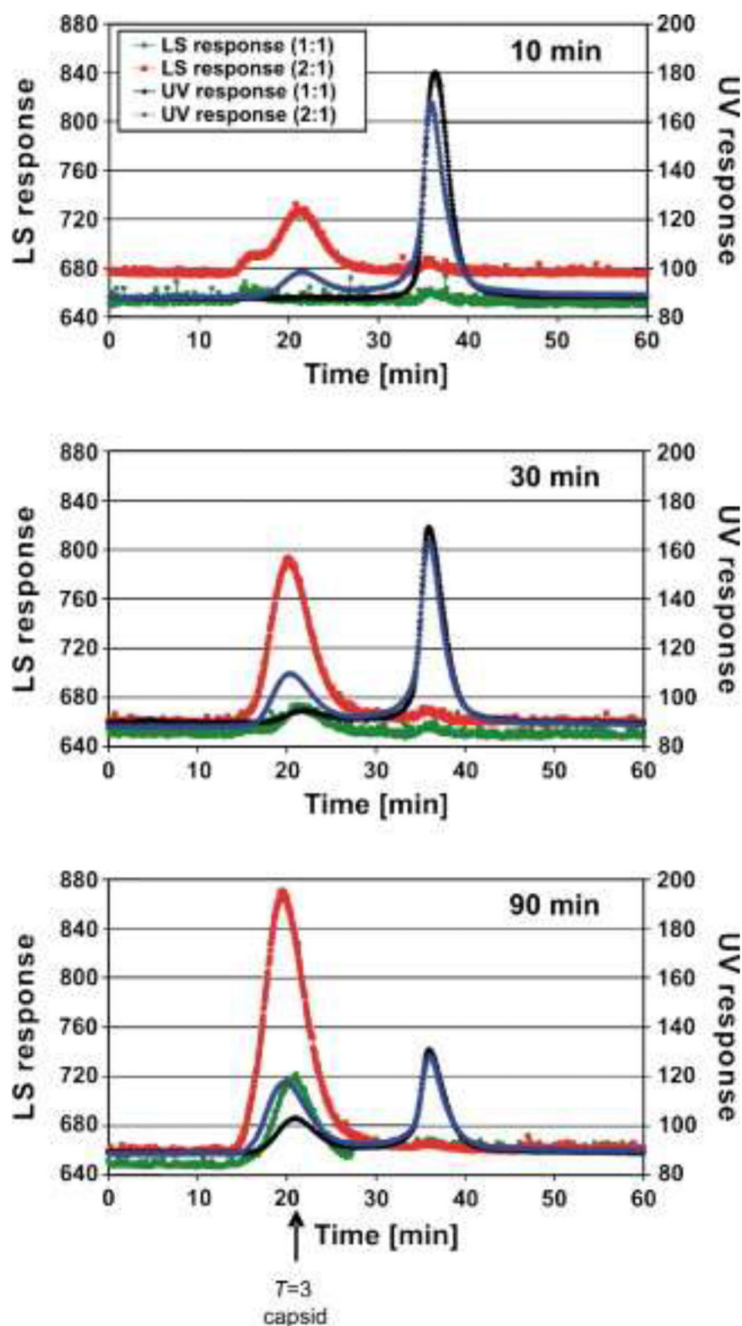 880
840
800
760
720
680
640
LS response
LS response (1:1)
LS response (2:1)
UV response (1:1)
UV response (2:1)
10 min
200
180
160
140
120
100
80
UV response
0 10 20 30 40 50 60
Time [min]
880
840
800
760
720
680
640
LS response
30 min
200
180
160
140
120
100
80
UV response
0 10 20 30 40 50 60
Time [min]
880
840
800
760
720
680
640
LS response
90 min
200
180
160
140
120
100
80
UV response
0 10 20 30 40 50 60
Time [min]
T=3
capsid